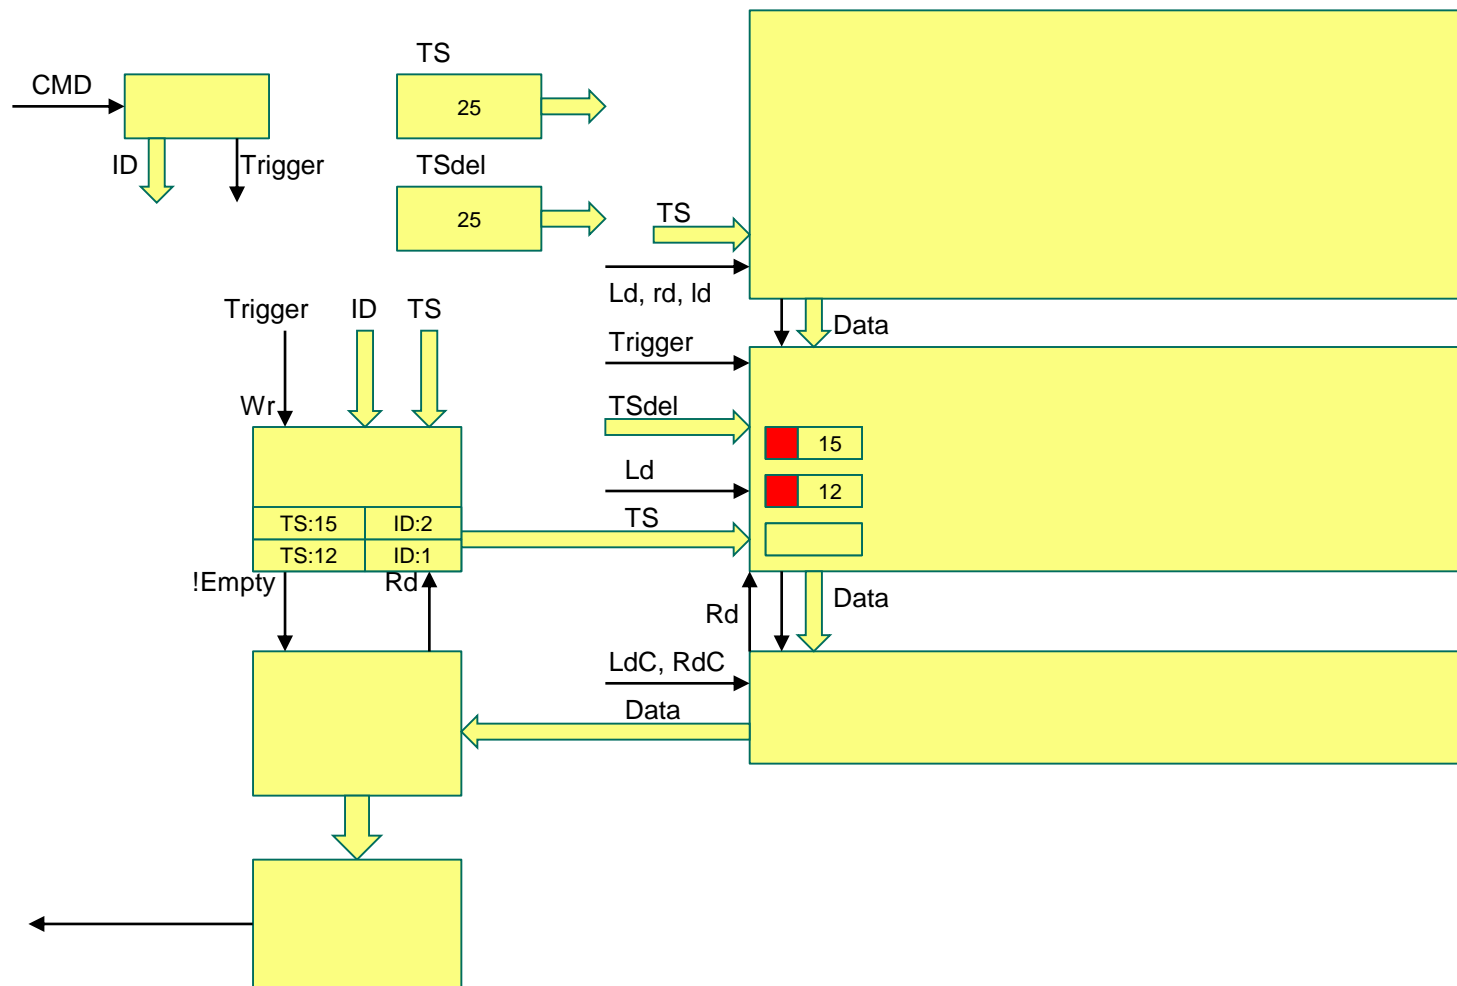 TS
CMD
25
ID
Trigger
TSdel
25
TS
Ld, rd, ld
Trigger
ID
TS
Data
Trigger
Wr
TSdel
15
Ld
12
TS:15
ID:2
TS
TS:12
ID:1
!Empty
Rd
Rd
Data
LdC, RdC
Data